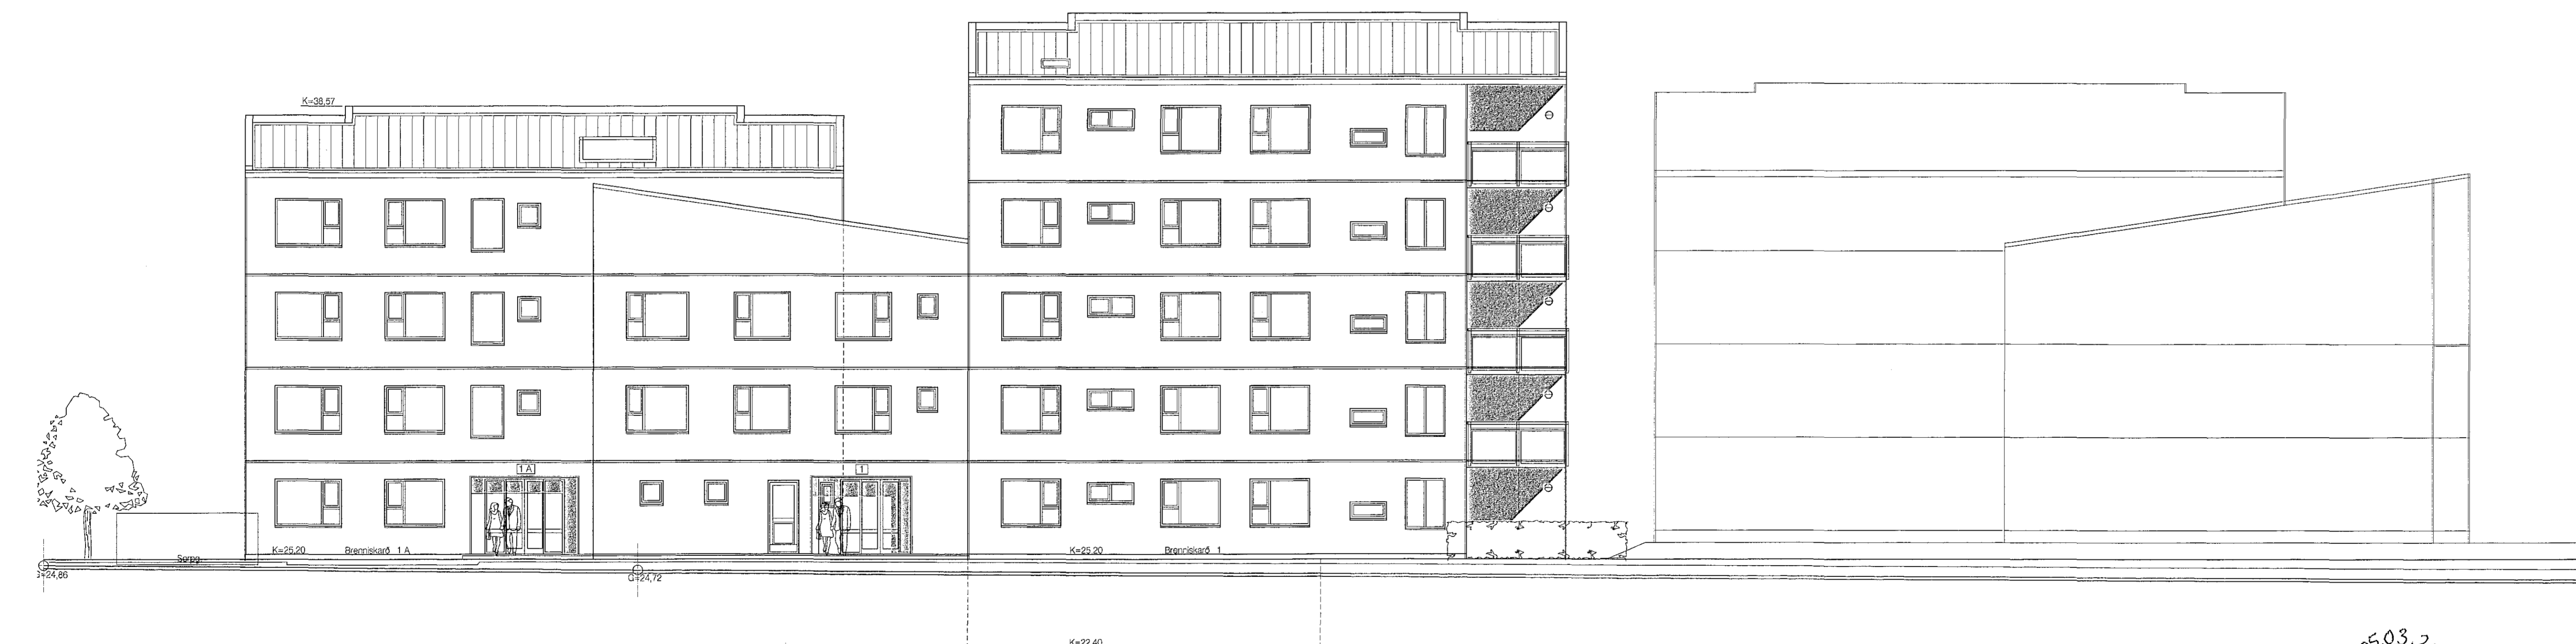 K=38,57
1 A
1
K=25,20
Brenniskarð 1 A
K=25,20
Brenniskarð 1
Sorpg.
G=24,86
G=24,72
K=22,40